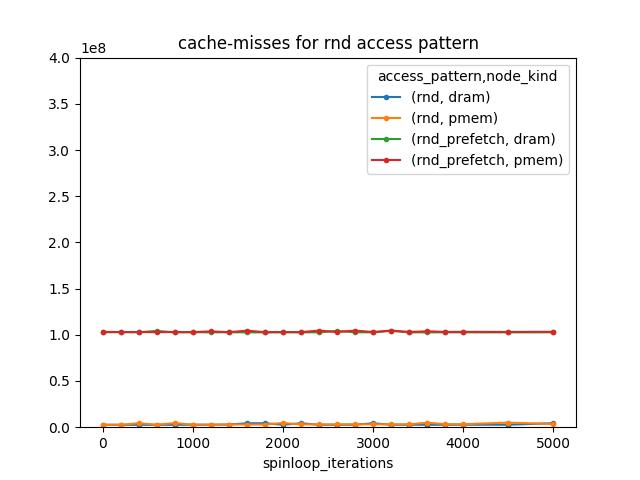 cache-misses for rnd access pattern
1e8
4.0
3.5
3.0
2.5
2.0
1.5
1.0
0.5
0.0
access_pattern,node_kind
(rnd, dram)
(rnd, pmem)
(rnd_prefetch, dram)
(rnd_prefetch, pmem)
0 1000 2000 3000 4000 5000
spinloop_iterations